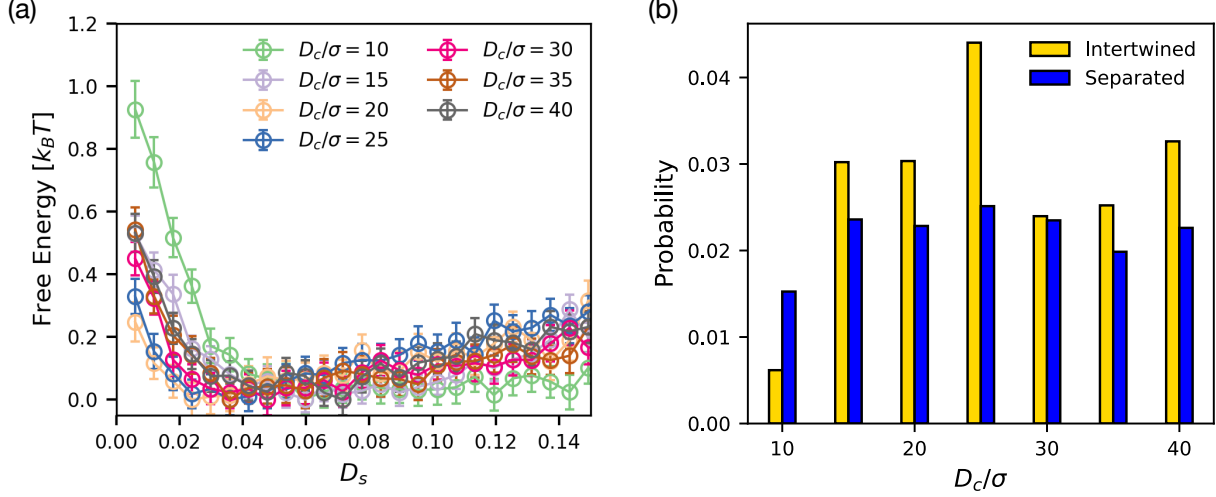 (a)
1.2
1.0
0.8
0.6
0.4
0.2
0.0
Free Energy [k_BT]
D_c/σ = 10
D_c/σ = 15
D_c/σ = 20
D_c/σ = 25
D_c/σ = 30
D_c/σ = 35
D_c/σ = 40
0.00 0.02 0.04 0.06 0.08 0.10 0.12 0.14
D_s
(b)
0.04
0.03
0.02
0.01
0.00
Probability
Intertwined
Separated
10 20 30 40
D_c/σ